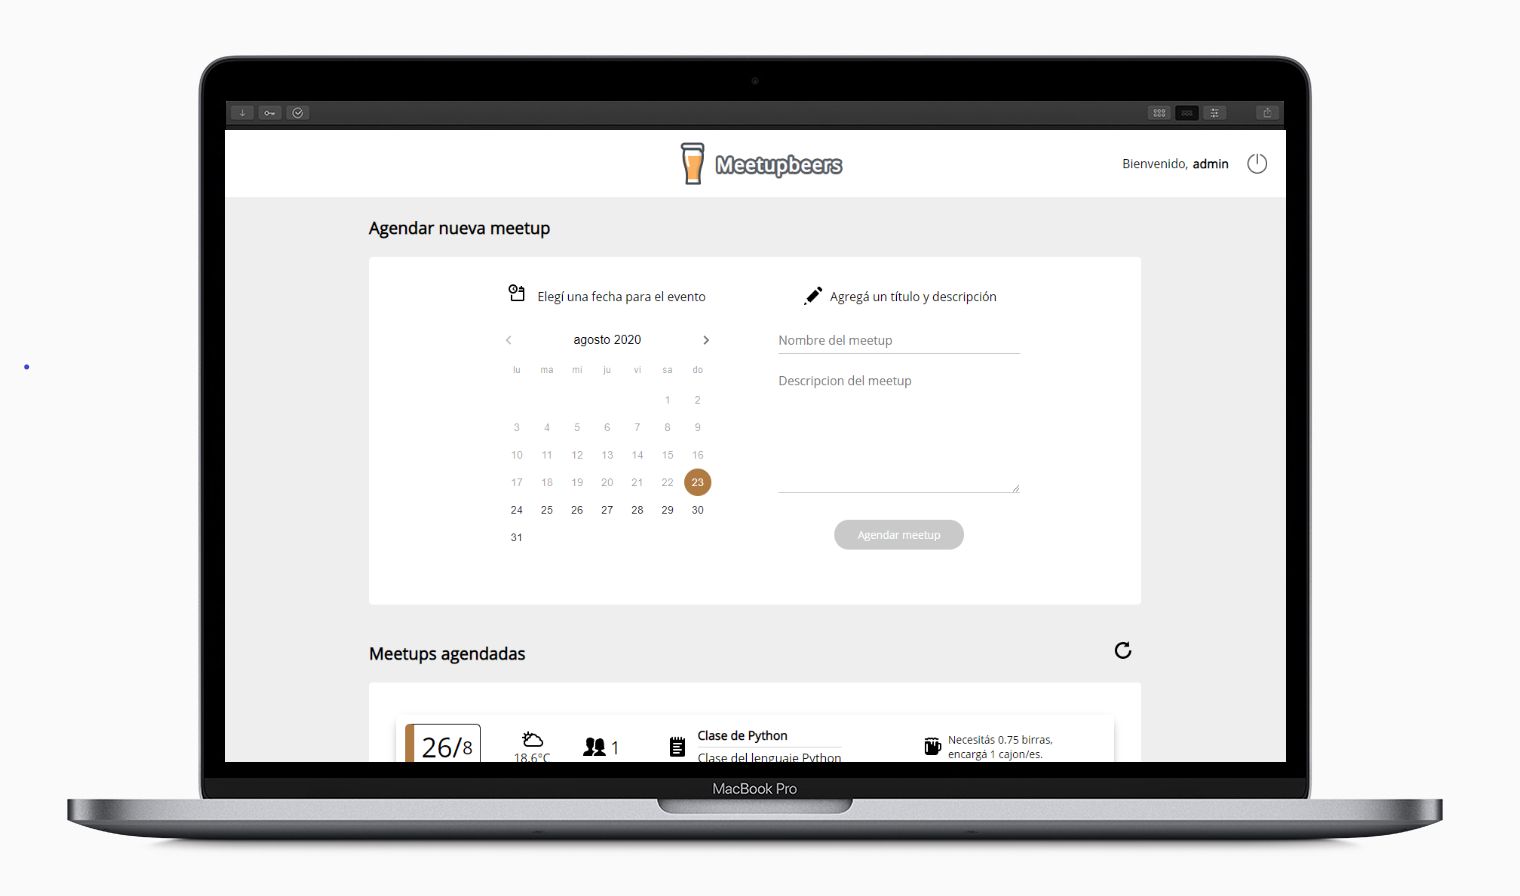 Meetupbeers
Bienvenido, admin
Agendar nueva meetup
Elegí una fecha para el evento
agosto 2020
lu ma mi ju vi sa do
1 2
3 4 5 6 7 8 9
10 11 12 13 14 15 16
17 18 19 20 21 22 23
24 25 26 27 28 29 30
31
Agregá un título y descripción
Nombre del meetup
Descripcion del meetup
Agendar meetup
Meetups agendadas
26/8
18.6°C
1
Clase de Python
Clase del lenguaje Python
Necesitás 0.75 birras,
encargá 1 cajon/es.
MacBook Pro